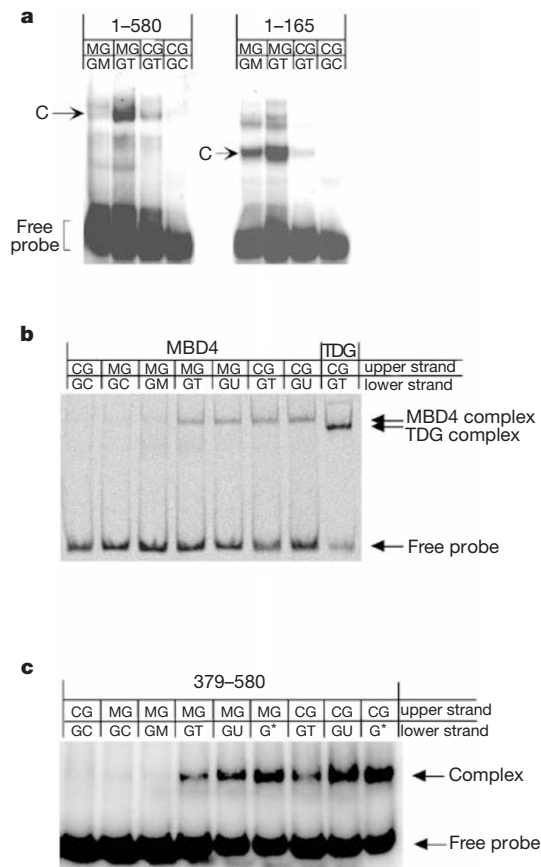 a
1–580 1–165
MG MG CG CG MG MG CG CG
GM GT GT GC GM GT GT GC
C
C
Free
probe
b
MBD4 TDG
CG MG MG MG MG CG CG CG upper strand
GC GC GM GT GU GT GU GT lower strand
MBD4 complex
TDG complex
Free probe
c
379–580
CG MG MG MG MG MG CG CG CG upper strand
GC GC GM GT GU G* GT GU G* lower strand
Complex
Free probe